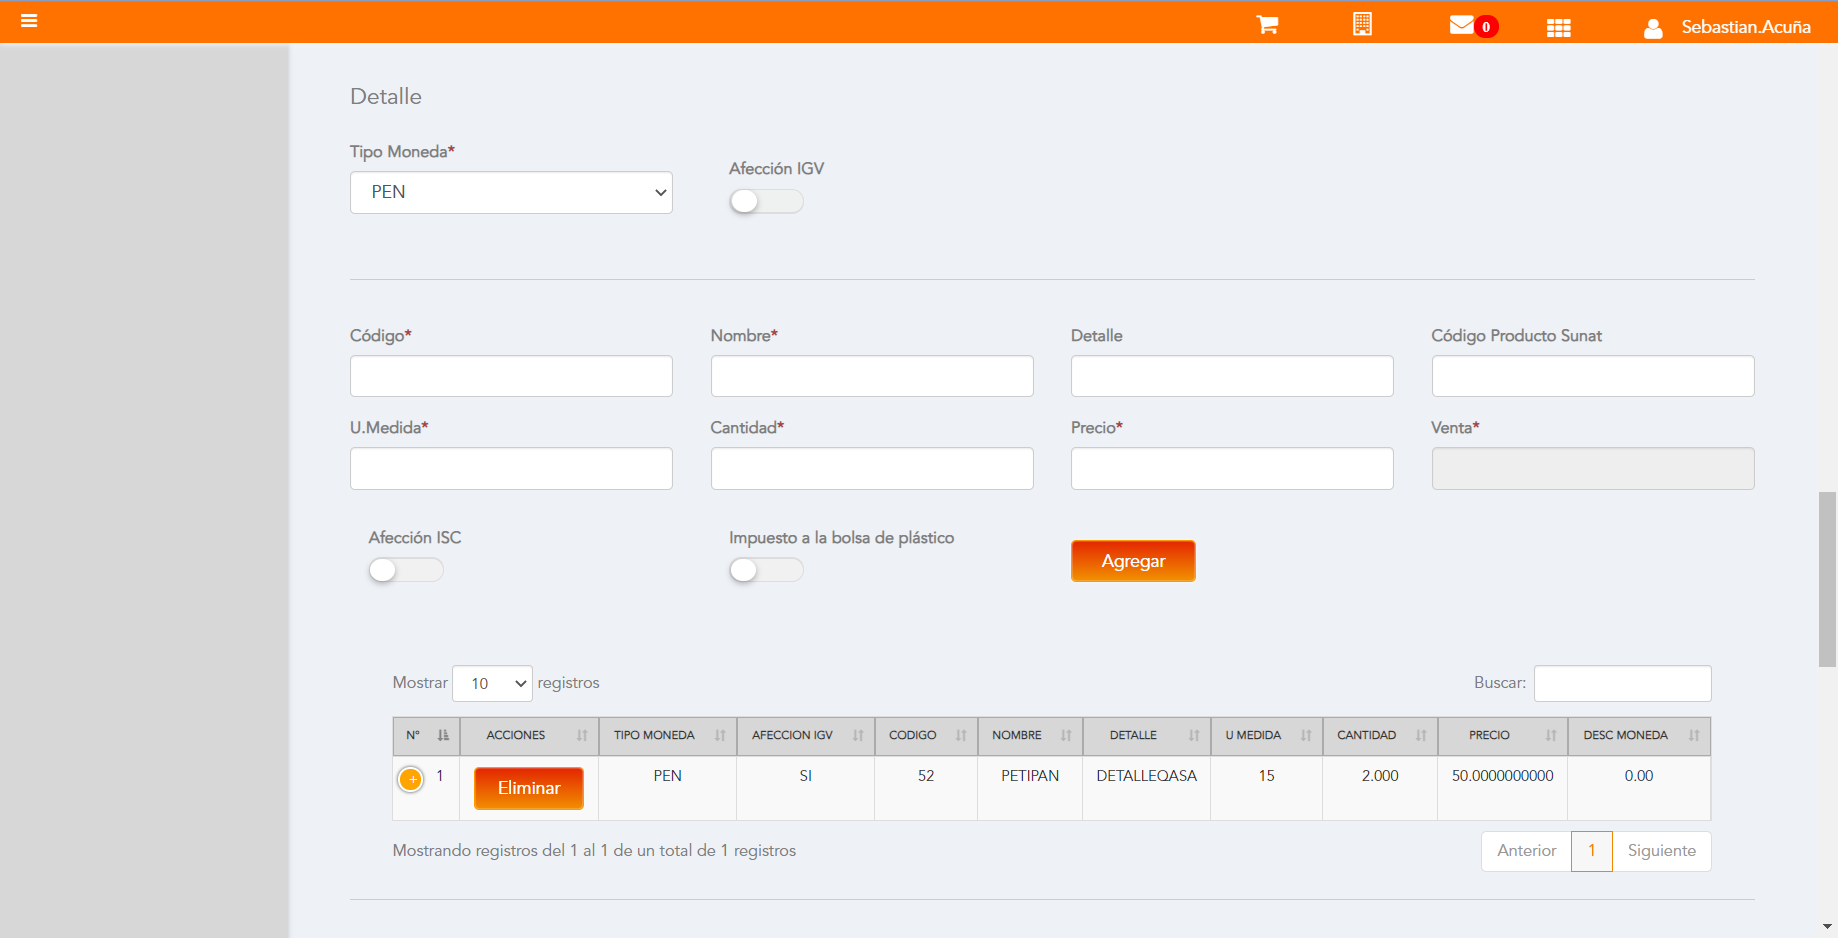 0 Sebastian.Acuña
Detalle
Tipo Moneda*
PEN
Afección IGV
Código* Nombre* Detalle Código Producto Sunat
U.Medida* Cantidad* Precio* Venta*
Afección ISC Impuesto a la bolsa de plástico
Agregar
Mostrar 10 registros Buscar:
Nº ACCIONES TIPO MONEDA AFECCION IGV CODIGO NOMBRE DETALLE U MEDIDA CANTIDAD PRECIO DESC MONEDA
+ 1 Eliminar PEN SI 52 PETIPAN DETALLEQASA 15 2.000 50.0000000000 0.00
Mostrando registros del 1 al 1 de un total de 1 registros Anterior 1 Siguiente